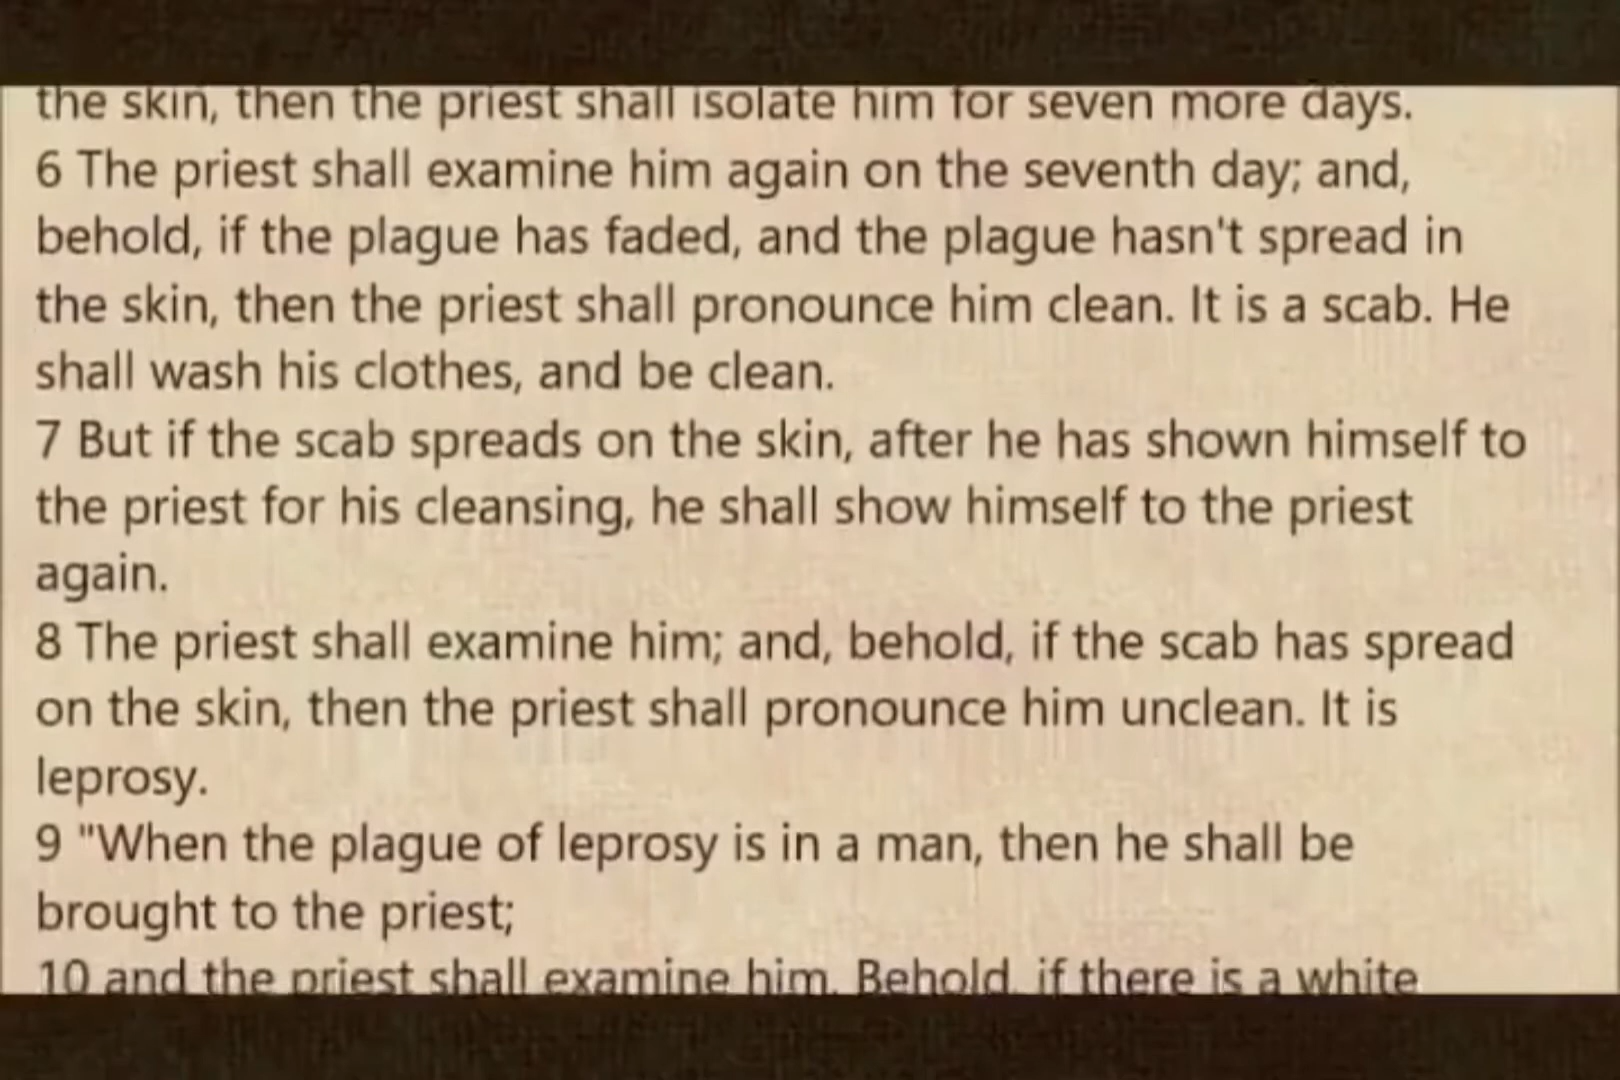 the skin, then the priest shall isolate him for seven more days.
6 The priest shall examine him again on the seventh day; and,
behold, if the plague has faded, and the plague hasn't spread in
the skin, then the priest shall pronounce him clean. It is a scab. He
shall wash his clothes, and be clean.
7 But if the scab spreads on the skin, after he has shown himself to
the priest for his cleansing, he shall show himself to the priest
again.
8 The priest shall examine him; and, behold, if the scab has spread
on the skin, then the priest shall pronounce him unclean. It is
leprosy.
9 "When the plague of leprosy is in a man, then he shall be
brought to the priest;
10 and the priest shall examine him. Behold, if there is a white